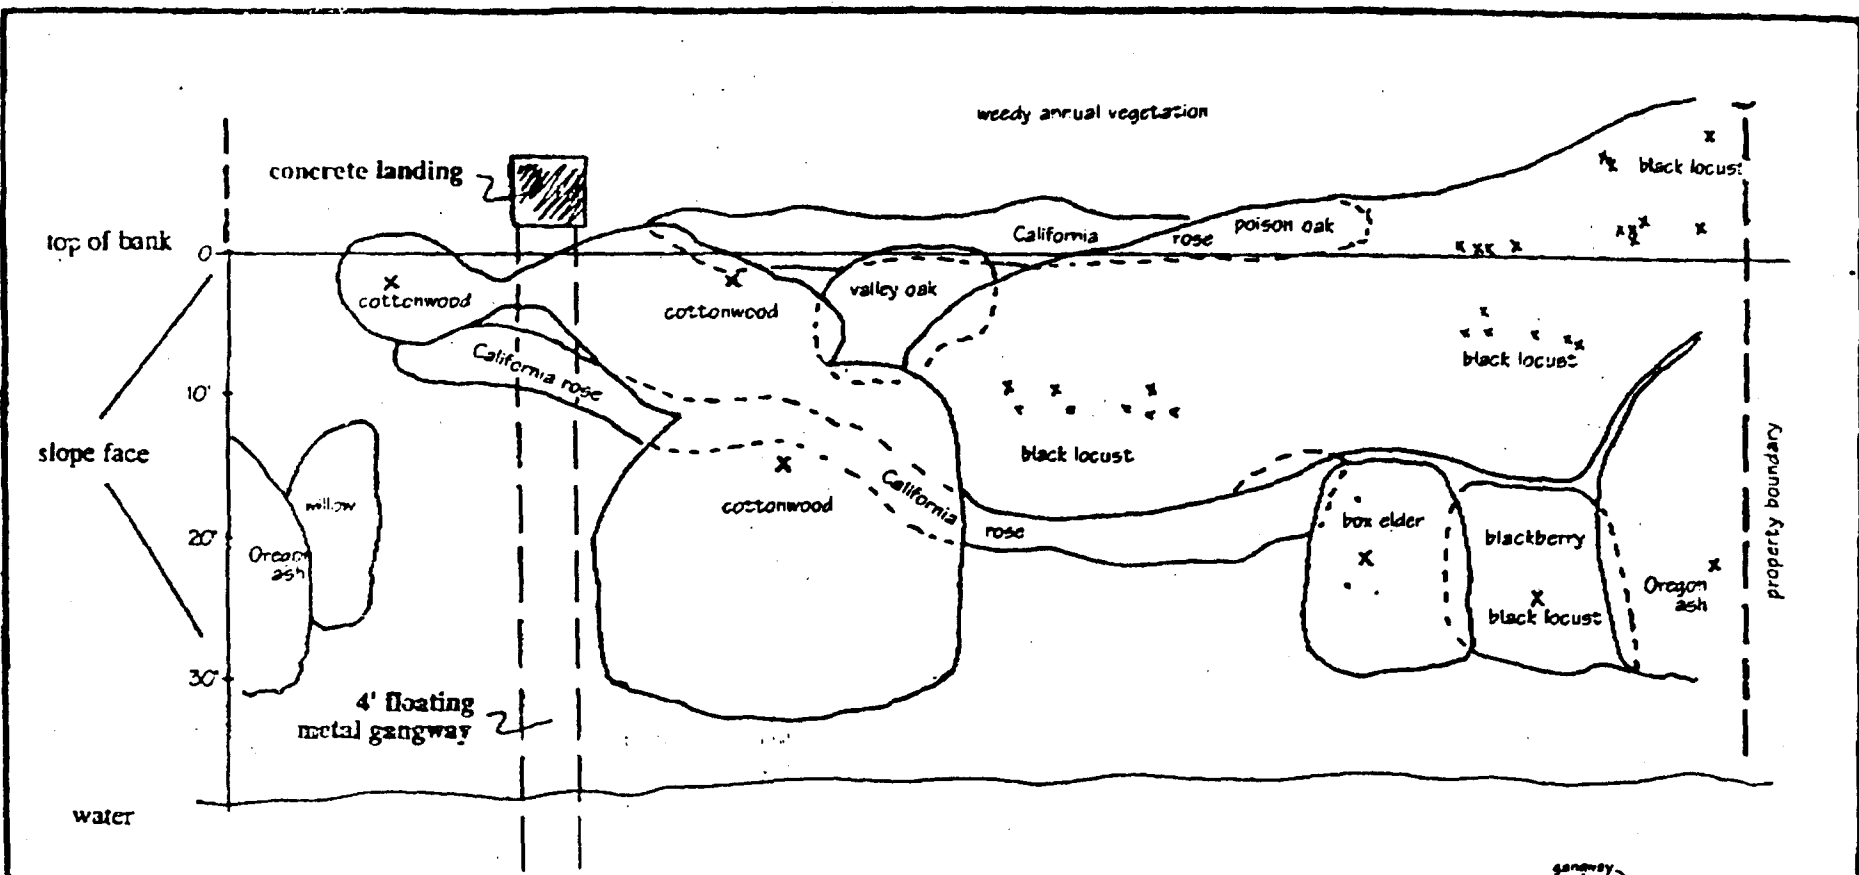 weedy annual vegetation
concrete landing
black locust
top of bank
0
California
rose
poison oak
cottonwood
cottonwood
valley oak
California rose
black locust
10'
slope face
black locust
property boundary
willow
cottonwood
California
rose
box elder
blackberry
20'
Oregon
ash
Oregon
ash
black locust
30'
4' floating
metal gangway
water
gangway